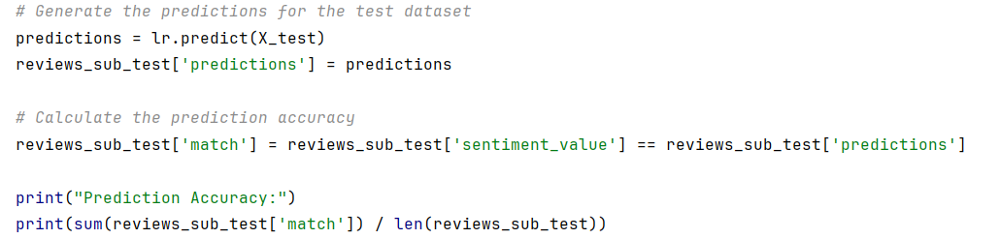 # Generate the predictions for the test dataset
predictions = lr.predict(X_test)
reviews_sub_test['predictions'] = predictions
# Calculate the prediction accuracy
reviews_sub_test['match'] = reviews_sub_test['sentiment_value'] == reviews_sub_test['predictions']
print("Prediction Accuracy:")
print(sum(reviews_sub_test['match']) / len(reviews_sub_test))